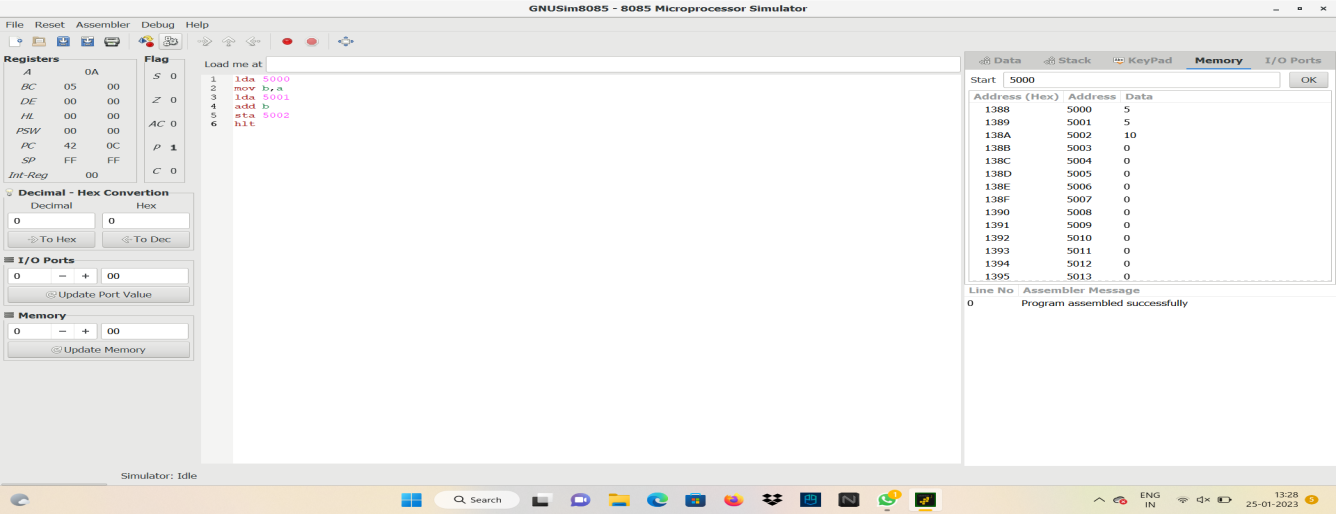 GNUSim8085 - 8085 Microprocessor Simulator
File Reset Assembler Debug Help
Registers
A 0A
BC 05 00
DE 00 00
HL 00 00
PSW 00 00
PC 42 0C
SP FF FF
Int-Reg 00
Flag
S 0
Z 0
AC 0
P 1
C 0
Decimal - Hex Convertion
Decimal Hex
0 0
To Hex To Dec
I/O Ports
0 − + 00
Update Port Value
Memory
0 − + 00
Update Memory
Load me at
1 lda 5000
2 mov b,a
3 lda 5001
4 add b
5 sta 5002
6 hlt
Data Stack KeyPad Memory I/O Ports
Start 5000 OK
Address (Hex) Address Data
1388 5000 5
1389 5001 5
138A 5002 10
138B 5003 0
138C 5004 0
138D 5005 0
138E 5006 0
138F 5007 0
1390 5008 0
1391 5009 0
1392 5010 0
1393 5011 0
1394 5012 0
1395 5013 0
Line No Assembler Message
0 Program assembled successfully
Simulator: Idle
Search
1
ENG
IN
13:28
25-01-2023
5